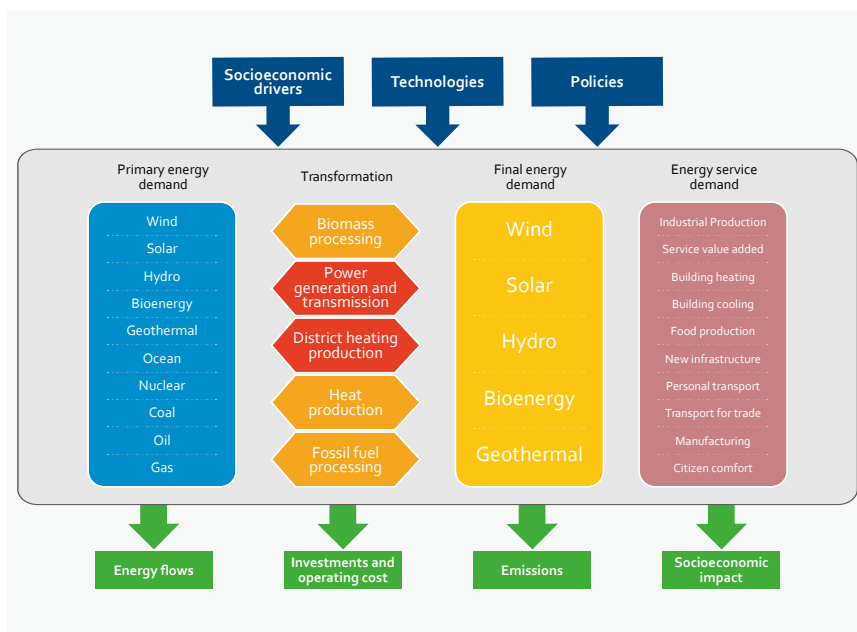 Socioeconomic
drivers
Technologies
Policies
Primary energy
demand
Transformation
Final energy
demand
Energy service
demand
Wind
Solar
Hydro
Bioenergy
Geothermal
Ocean
Nuclear
Coal
Oil
Gas
Biomass
processing
Power
generation and
transmission
District heating
production
Heat
production
Fossil fuel
processing
Wind
Solar
Hydro
Bioenergy
Geothermal
Industrial Production
Service value added
Building heating
Building cooling
Food production
New infrastructure
Personal transport
Transport for trade
Manufacturing
Citizen comfort
Energy flows
Investments and
operating cost
Emissions
Socioeconomic
impact